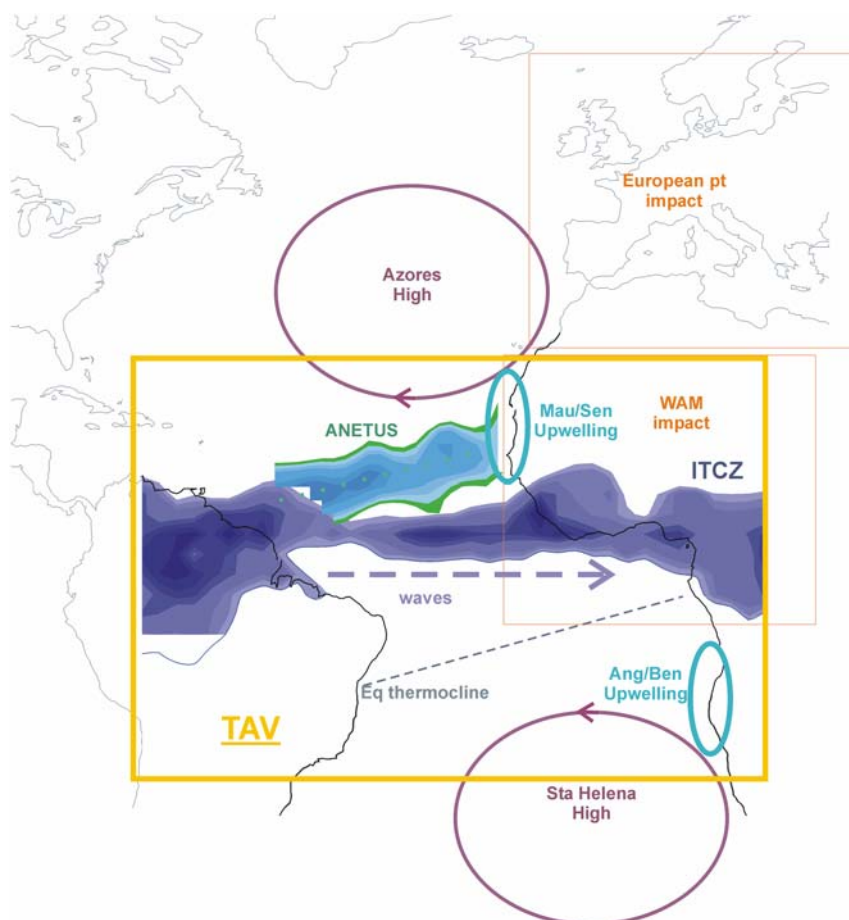 European pt
impact
Azores
High
ANETUS
Mau/Sen
Upwelling
WAM
impact
ITCZ
waves
Eq thermocline
Ang/Ben
Upwelling
TAV
Sta Helena
High